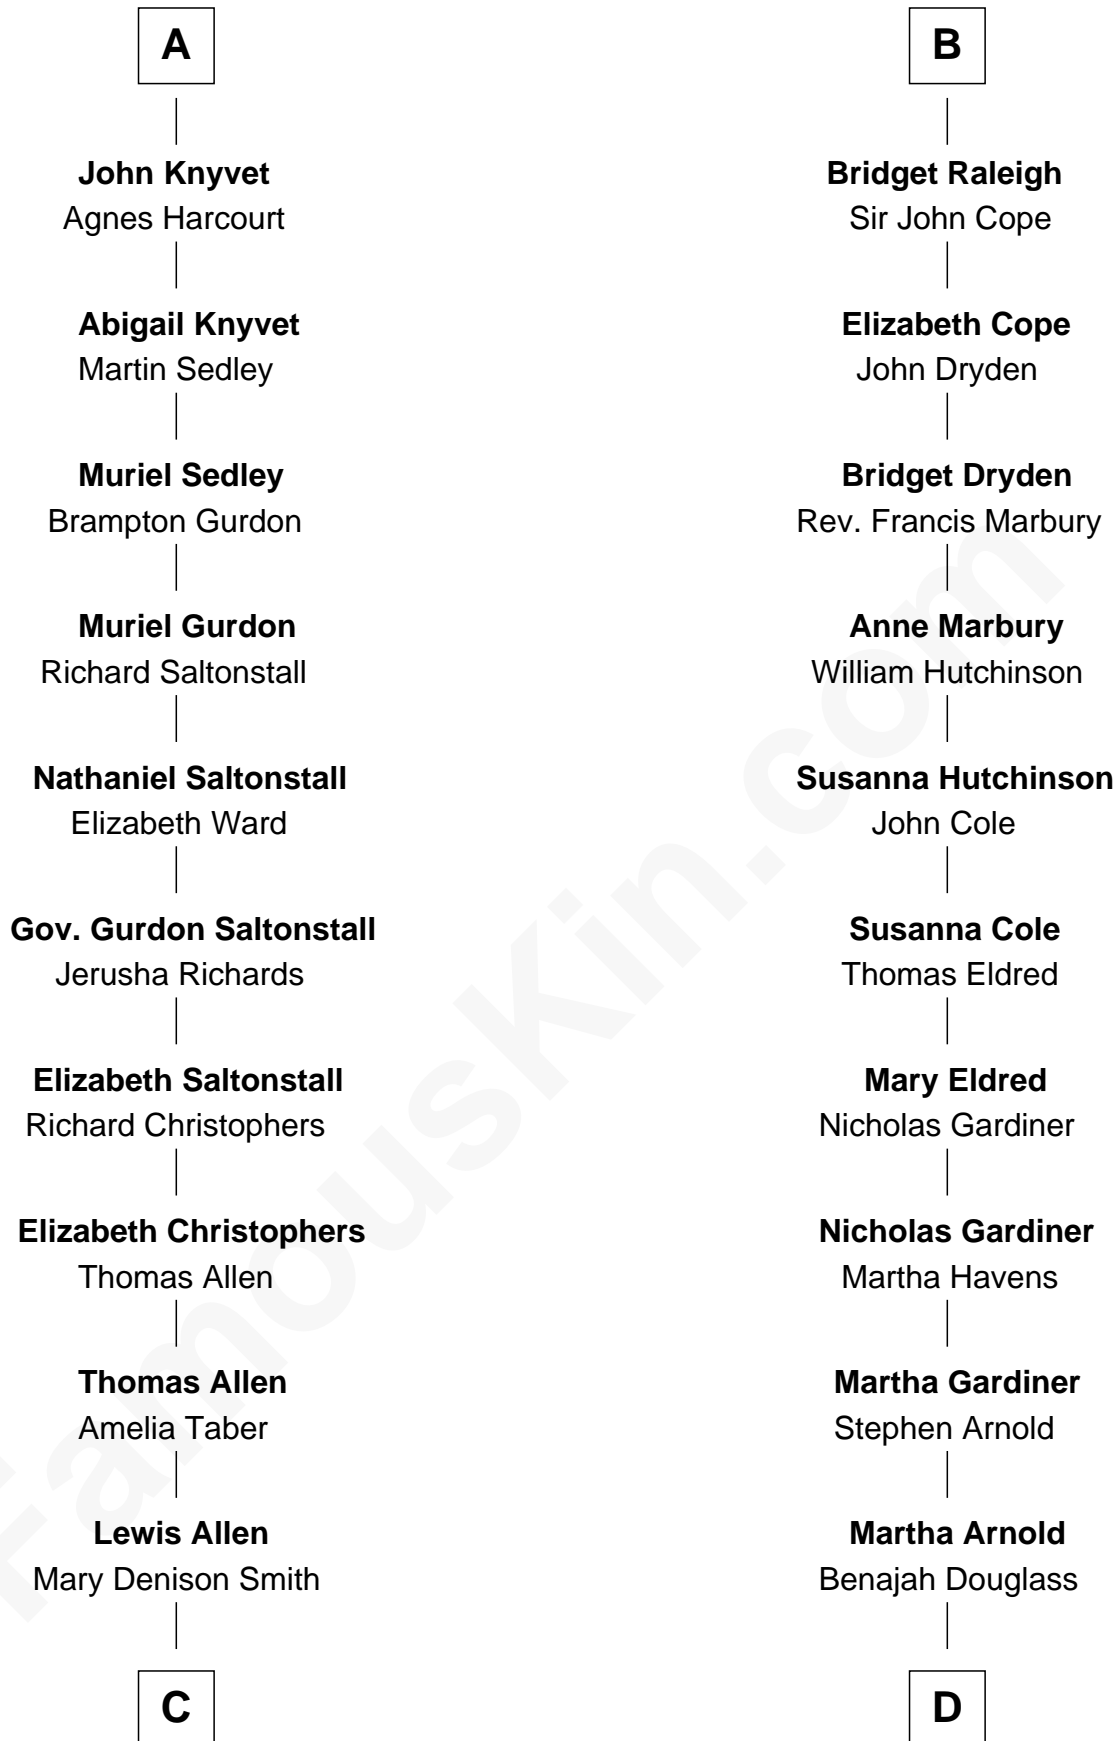 A
John Knyvet
Agnes Harcourt
Abigail Knyvet
Martin Sedley
Muriel Sedley
Brampton Gurdon
Muriel Gurdon
Richard Saltonstall
Nathaniel Saltonstall
Elizabeth Ward
Gov. Gurdon Saltonstall
Jerusha Richards
Elizabeth Saltonstall
Richard Christophers
Elizabeth Christophers
Thomas Allen
Thomas Allen
Amelia Taber
Lewis Allen
Mary Denison Smith
C
B
Bridget Raleigh
Sir John Cope
Elizabeth Cope
John Dryden
Bridget Dryden
Rev. Francis Marbury
Anne Marbury
William Hutchinson
Susanna Hutchinson
John Cole
Susanna Cole
Thomas Eldred
Mary Eldred
Nicholas Gardiner
Nicholas Gardiner
Martha Havens
Martha Gardiner
Stephen Arnold
Martha Arnold
Benajah Douglass
D
FamousKin.com